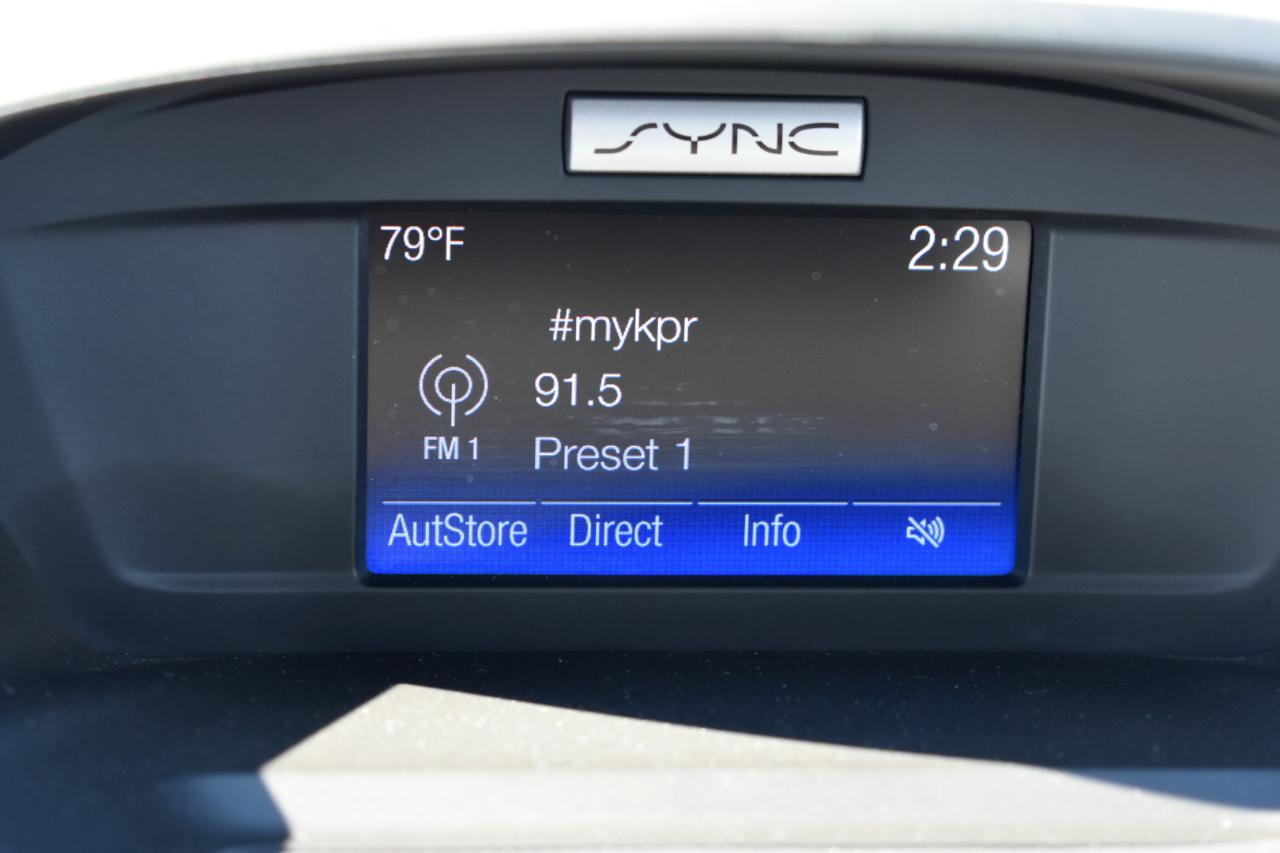 SYNC
79°F 2:29
#mykpr
91.5
FM 1 Preset 1
AutStore Direct Info